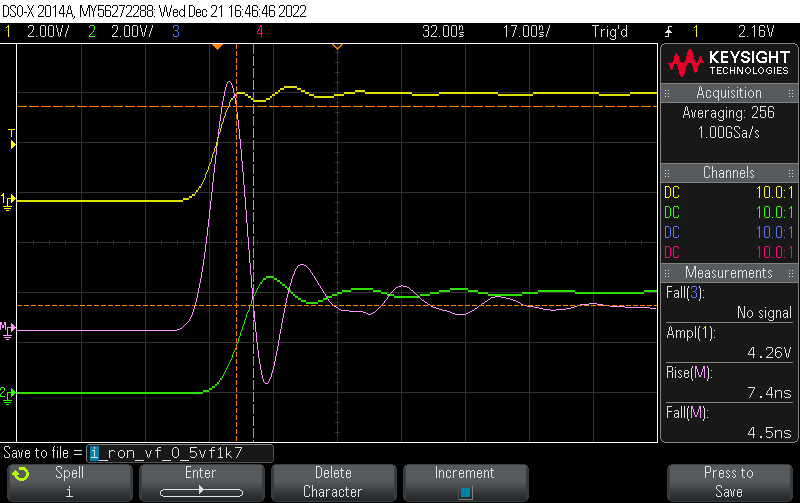 DSO-X 2014A, MY56272288: Wed Dec 21 16:46:46 2022
1 2.00V/ 2 2.00V/ 3 4 32.00s 17.00s/ Trig'd 1 2.16V
KEYSIGHT
TECHNOLOGIES
Acquisition
Averaging: 256
1.00GSa/s
Channels
DC 10.0:1
DC 10.0:1
DC 10.0:1
DC 10.0:1
Measurements
Fall(3):
No signal
Ampl(1):
4.26V
Rise(M):
7.4ns
Fall(M):
4.5ns
T
1
M
2
Save to file = i_ron_vf_0_5vf1k7
Spell
i
Enter
Delete
Character
Increment
Press to
Save